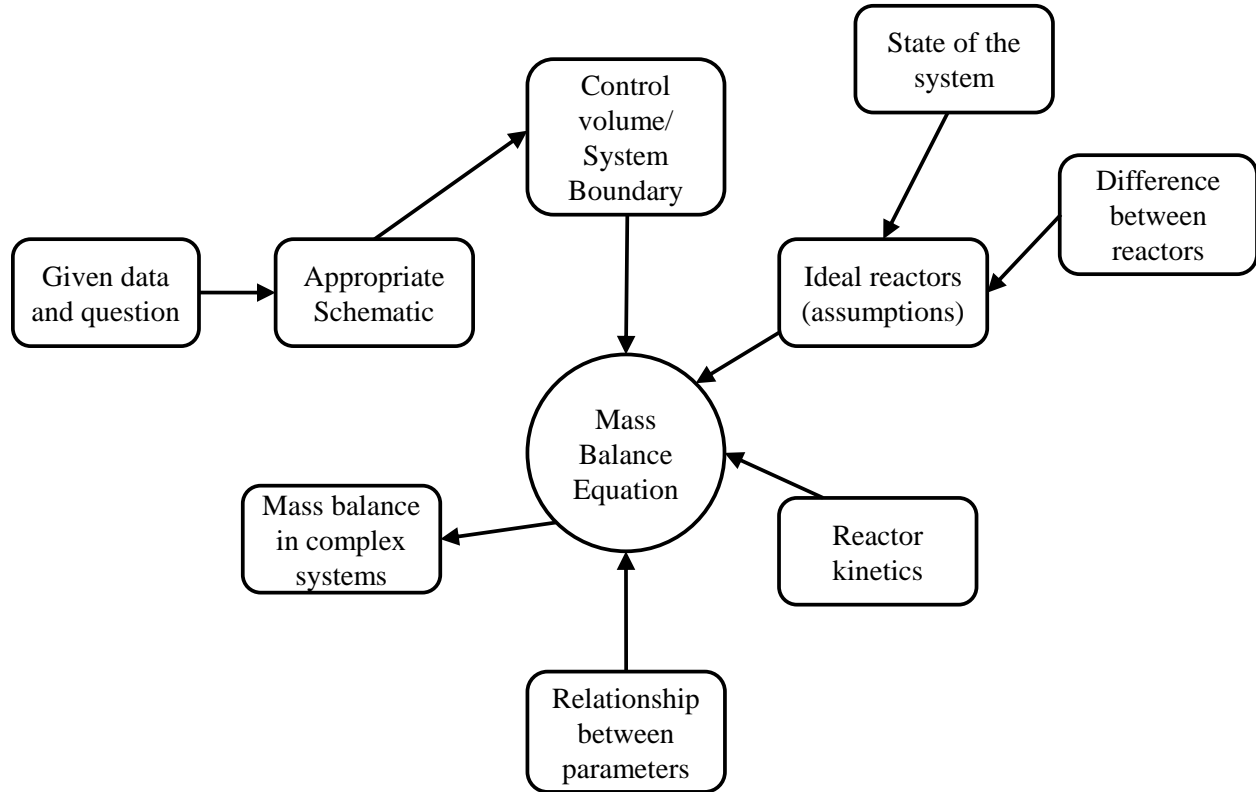 State of the
system
Control
volume/
System
Boundary
Difference
between
reactors
Given data
and question
Appropriate
Schematic
Ideal reactors
(assumptions)
Mass
Balance
Equation
Mass balance
in complex
systems
Reactor
kinetics
Relationship
between
parameters